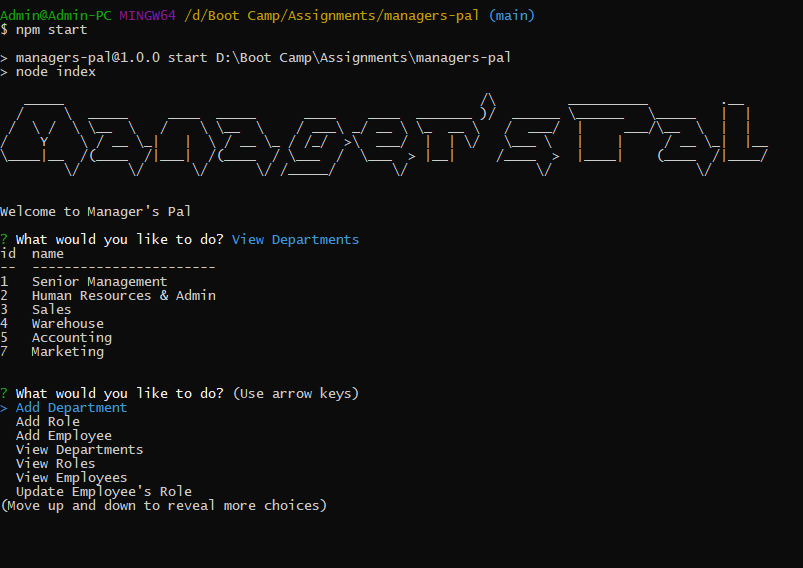 Admin@Admin-PC MINGW64 /d/Boot Camp/Assignments/managers-pal (main)
$ npm start
> managers-pal@1.0.0 start D:\Boot Camp\Assignments\managers-pal
> node index
Manager's Pal
Welcome to Manager's Pal
? What would you like to do? View Departments
id  name
--  -----------------------
1   Senior Management
2   Human Resources & Admin
3   Sales
4   Warehouse
5   Accounting
7   Marketing
? What would you like to do? (Use arrow keys)
> Add Department
  Add Role
  Add Employee
  View Departments
  View Roles
  View Employees
  Update Employee's Role
(Move up and down to reveal more choices)